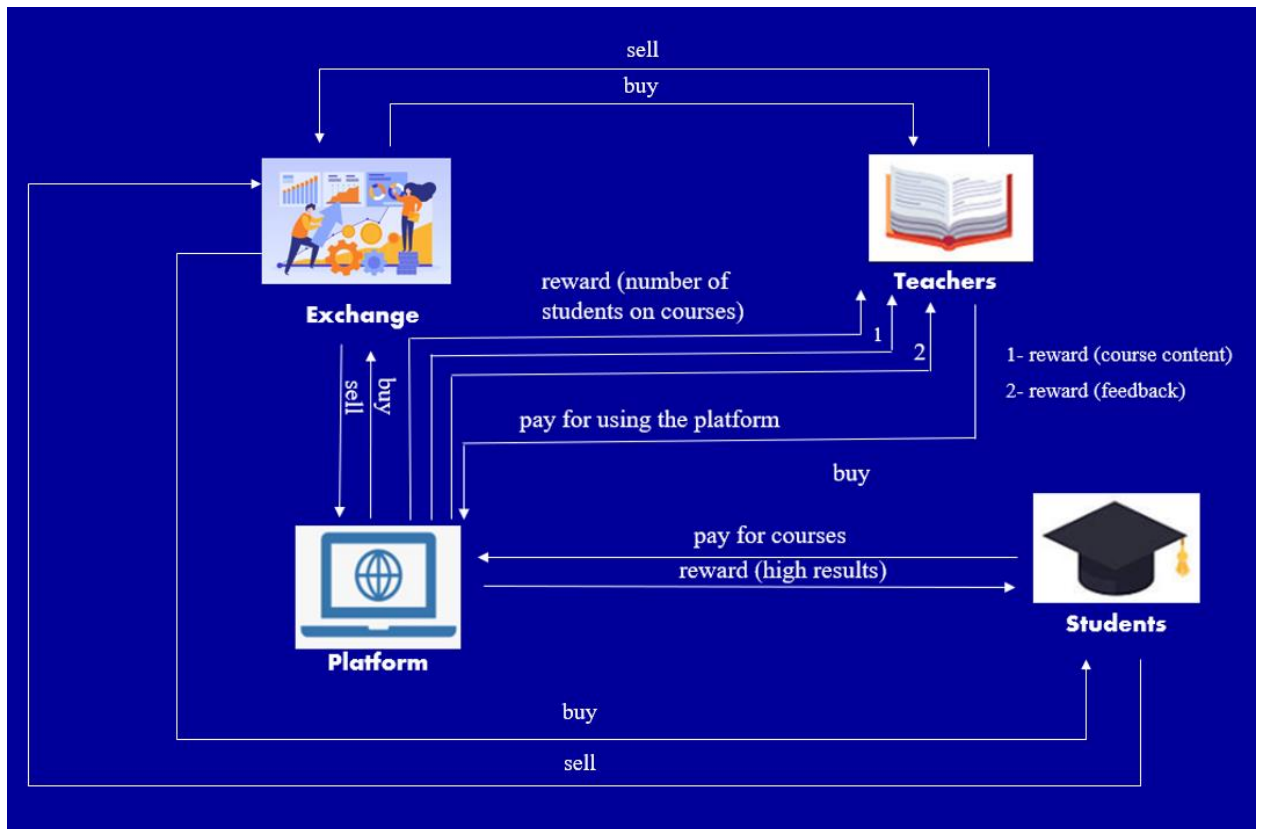 sell
buy
Exchange
Teachers
reward (number of
students on courses)
1
2
1- reward (course content)
2- reward (feedback)
sell
buy
pay for using the platform
buy
pay for courses
reward (high results)
Students
Platform
buy
sell